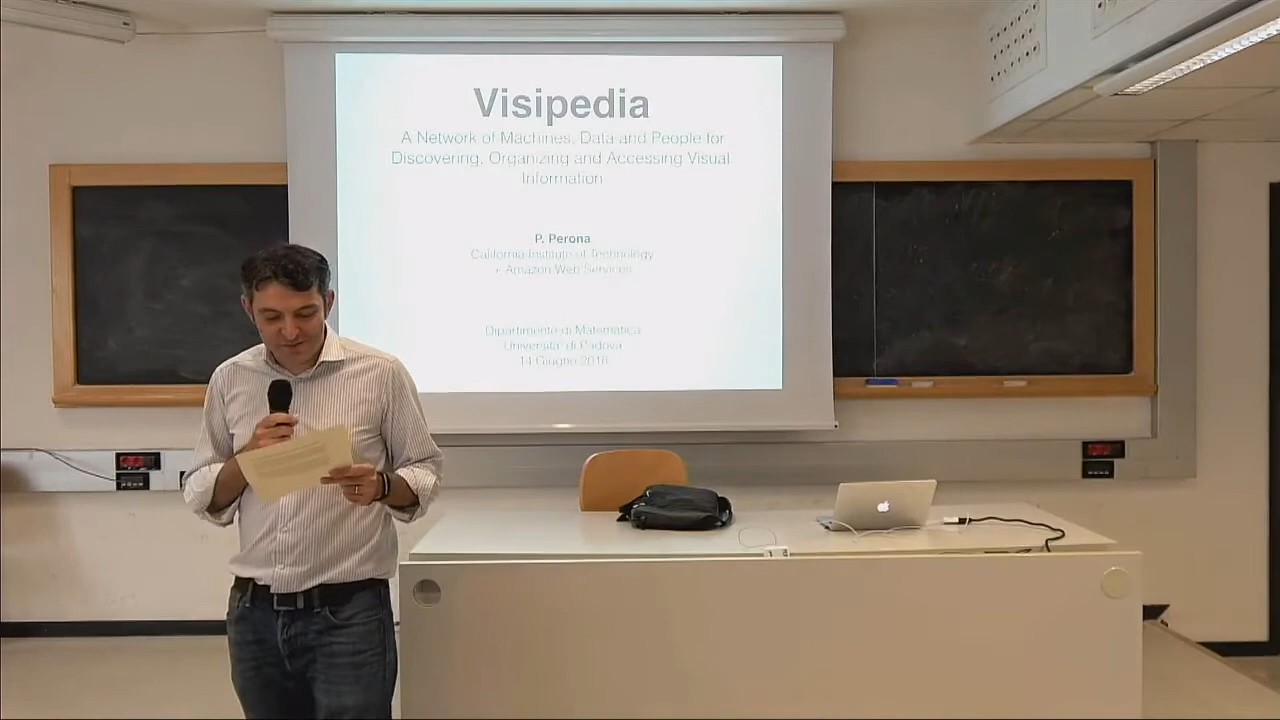 Visipedia
A Network of Machines, Data and People for
Discovering, Organizing and Accessing Visual
Information
P. Perona
California Institute of Technology
+ Amazon Web Services
Dipartimento di Matematica
Universita' di Padova
14 Giugno 2018